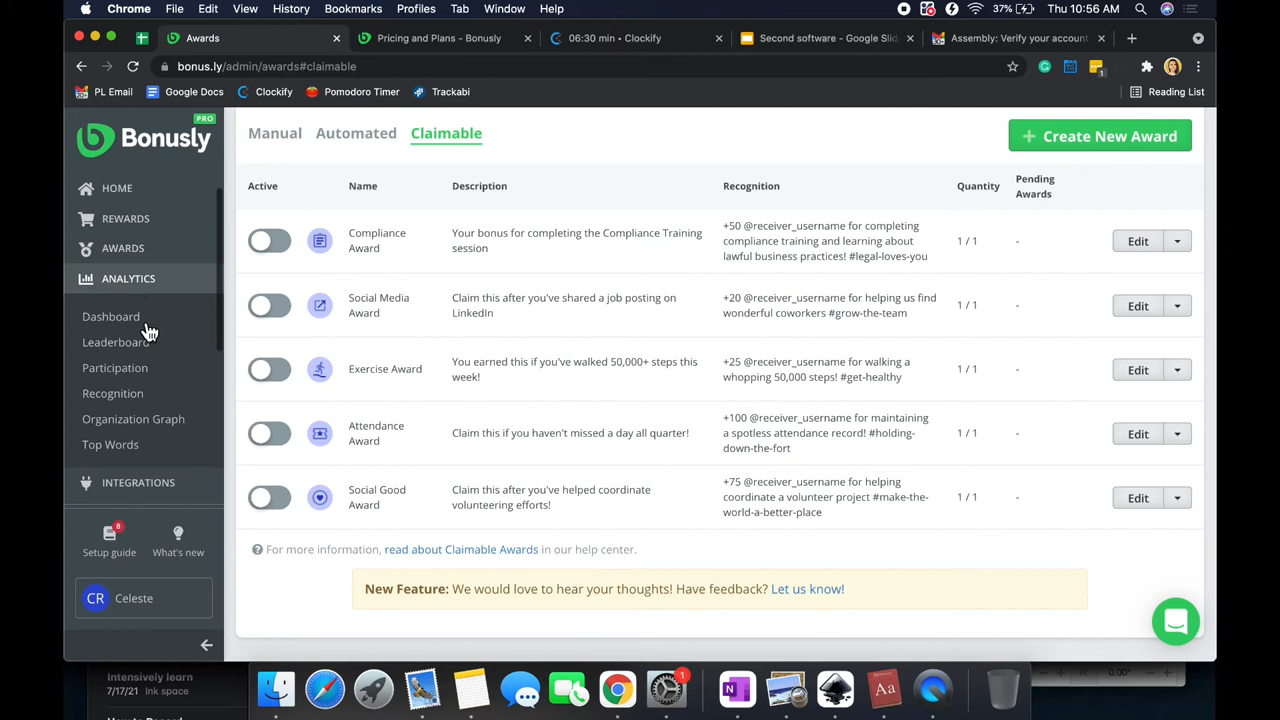 Chrome File Edit View History Bookmarks Profiles Tab Window Help 37% Thu 10:56 AM
Awards Pricing and Plans - Bonusly 06:30 min / Clockify Second software - Google Slid Assembly: Verify your account
bonus.ly/admin/awards#claimable
PL Email Google Docs Clockify Pomodoro Timer Trackabi Reading List
PRO
Bonusly
HOME
REWARDS
AWARDS
ANALYTICS
Dashboard
Leaderboard
Participation
Recognition
Organization Graph
Top Words
INTEGRATIONS
8
Setup guide What's new
CR Celeste
Manual Automated Claimable
+ Create New Award
Active Name Description Recognition Quantity Pending
Awards
Compliance
Award
Your bonus for completing the Compliance Training
session
+50 @receiver_username for completing
compliance training and learning about
lawful business practices! #legal-loves-you
1 / 1 - Edit
Social Media
Award
Claim this after you've shared a job posting on
LinkedIn
+20 @receiver_username for helping us find
wonderful coworkers #grow-the-team
1 / 1 - Edit
Exercise Award
You earned this if you've walked 50,000+ steps this
week!
+25 @receiver_username for walking a
whopping 50,000 steps! #get-healthy
1 / 1 - Edit
Attendance
Award
Claim this if you haven't missed a day all quarter!
+100 @receiver_username for maintaining
a spotless attendance record! #holding-
down-the-fort
1 / 1 - Edit
Social Good
Award
Claim this after you've helped coordinate
volunteering efforts!
+75 @receiver_username for helping
coordinate a volunteer project #make-the-
world-a-better-place
1 / 1 - Edit
For more information, read about Claimable Awards in our help center.
New Feature: We would love to hear your thoughts! Have feedback? Let us know!
Intensively learn
7/17/21 Ink space
1